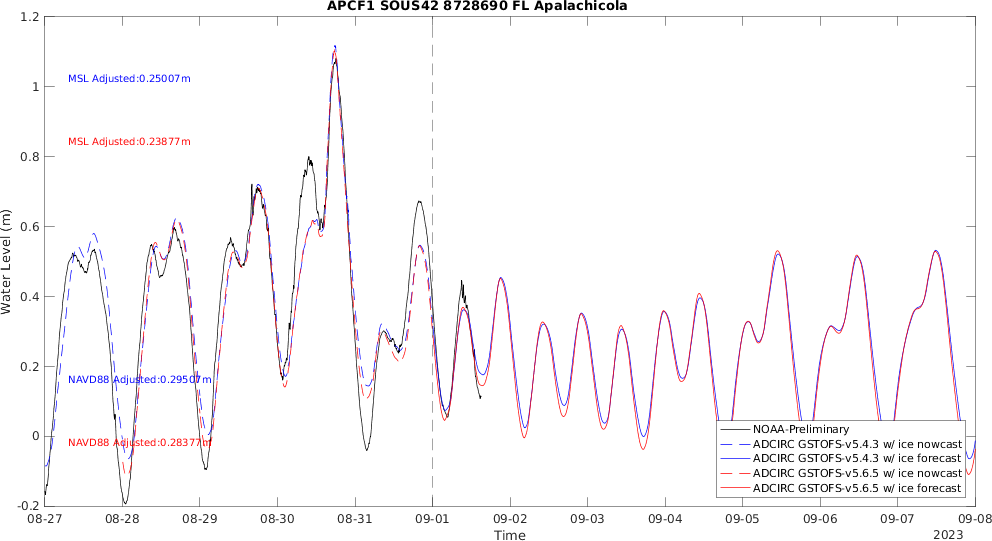 APCF1 SOUS42 8728690 FL Apalachicola
1.2
1
0.8
0.6
0.4
0.2
0
-0.2
Water Level (m)
MSL Adjusted:0.25007m
MSL Adjusted:0.23877m
NAVD88 Adjusted:0.29507m
NAVD88 Adjusted:0.28377m
NOAA-Preliminary
ADCIRC GSTOFS-v5.4.3 w/ ice nowcast
ADCIRC GSTOFS-v5.4.3 w/ ice forecast
ADCIRC GSTOFS-v5.6.5 w/ ice nowcast
ADCIRC GSTOFS-v5.6.5 w/ ice forecast
08-27 08-28 08-29 08-30 08-31 09-01 09-02 09-03 09-04 09-05 09-06 09-07 09-08
Time
2023